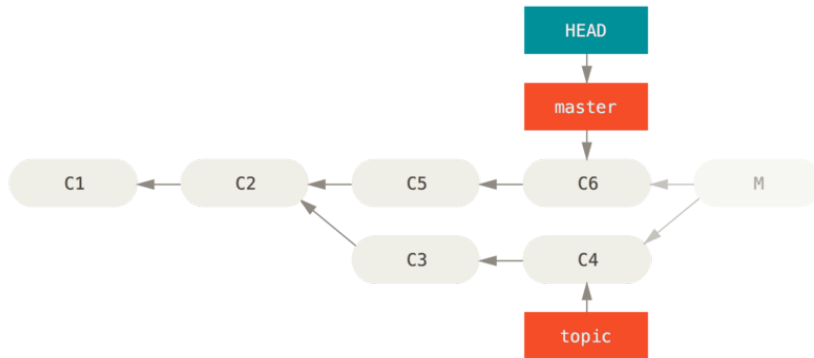 HEAD
master
C1 C2 C5 C6 M
C3 C4
topic